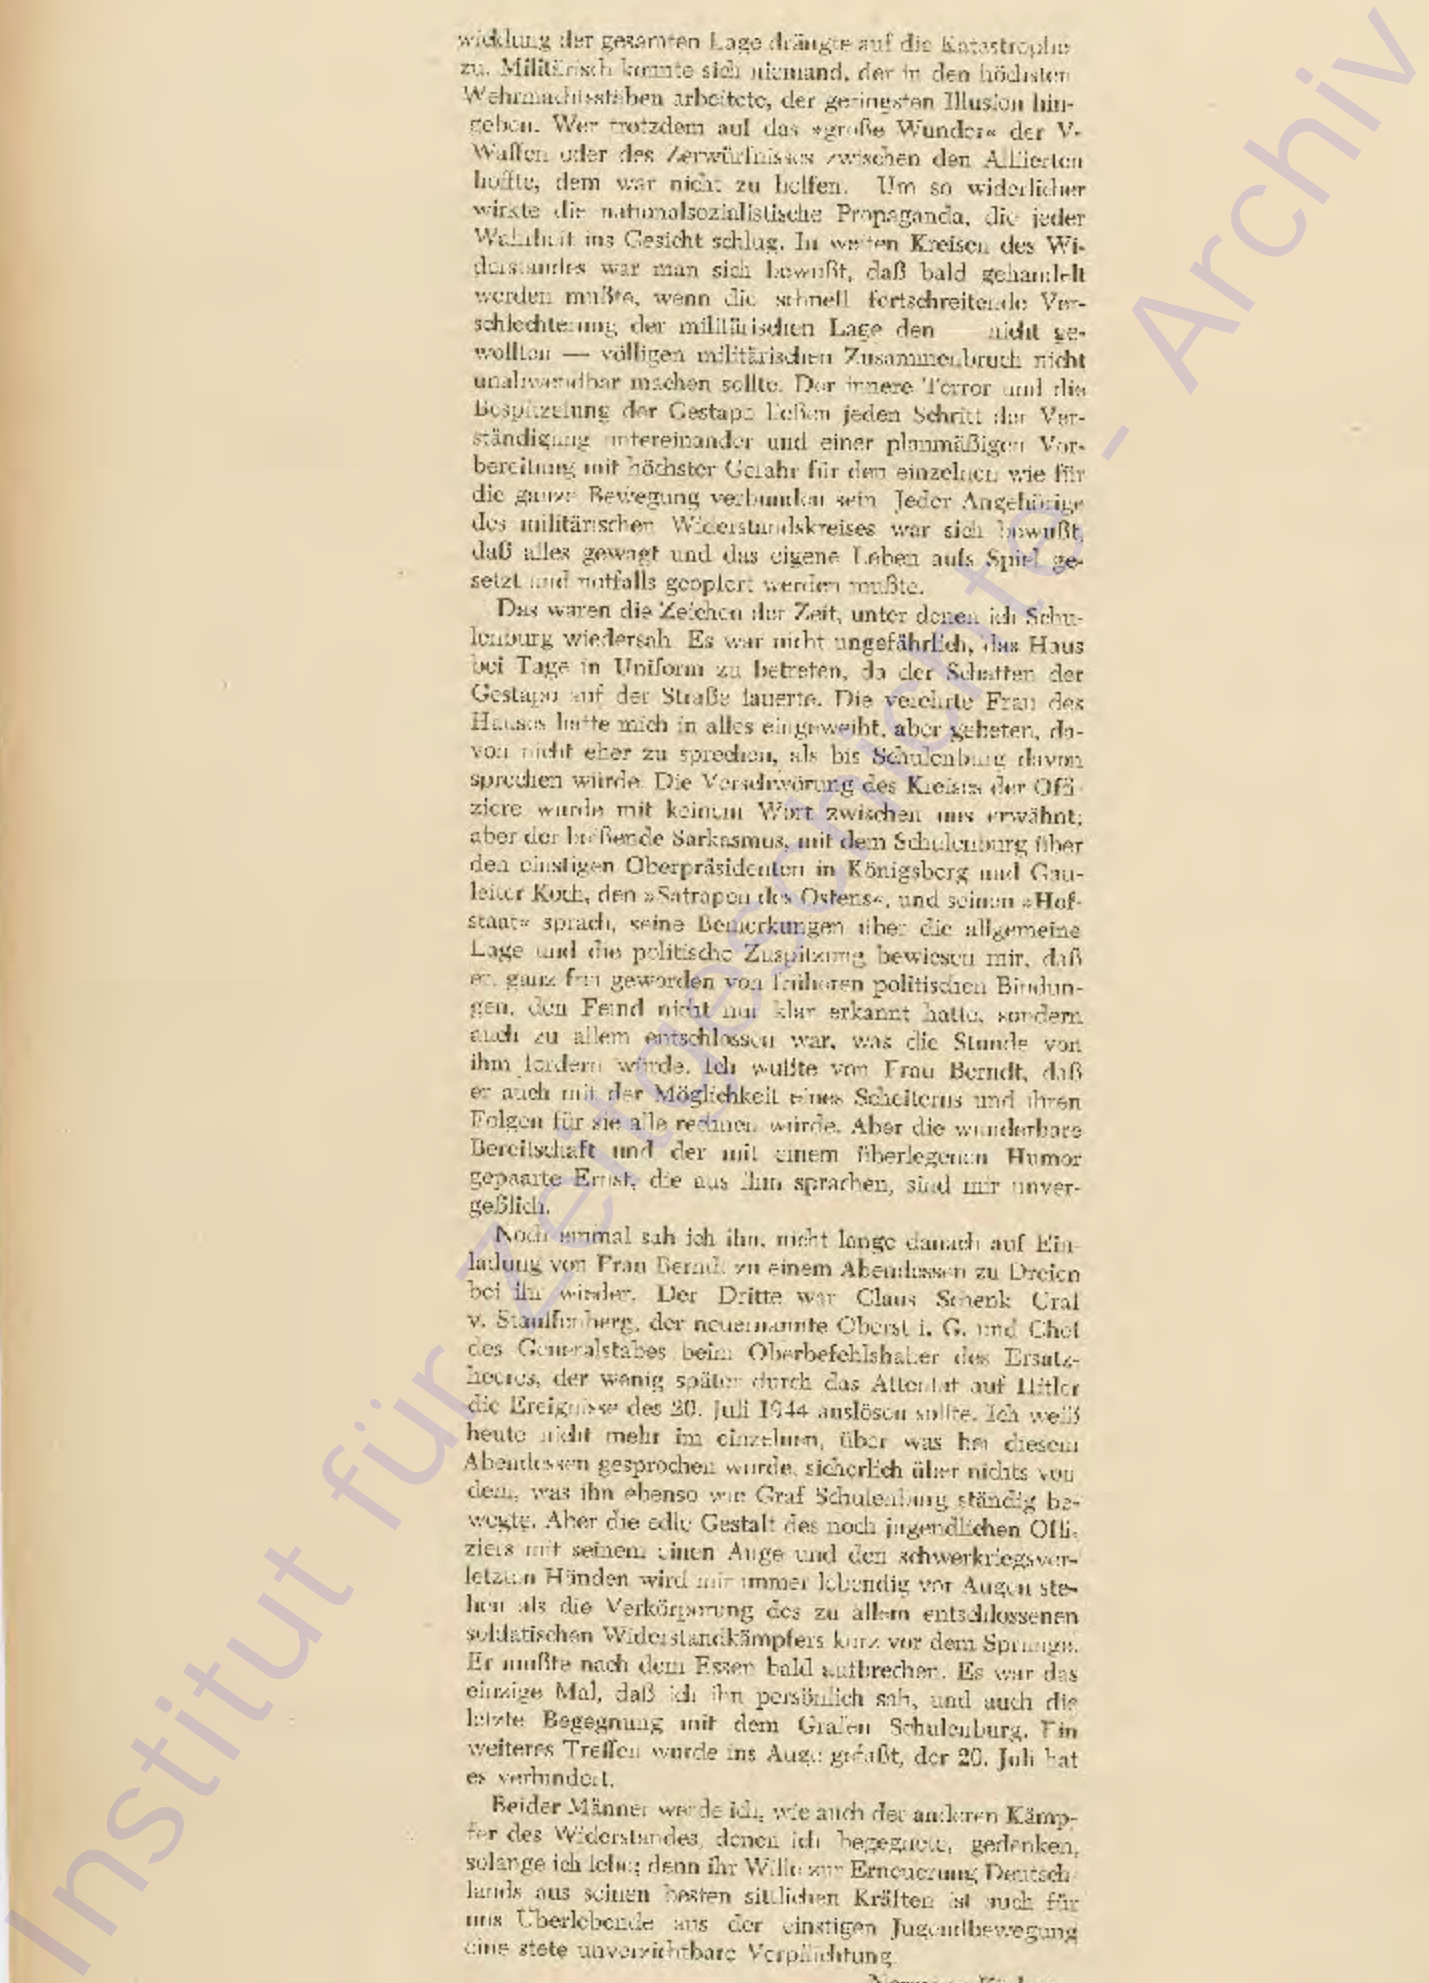 wicklung der gesamten Lage drängte auf die Katastrophe
zu. Militärisch konnte sich niemand, der in den höchsten
Wehrmachtsstäben arbeitete, der geringsten Illusion hin-
geben. Wer trotzdem auf das »große Wunder« der V-
Waffen oder des Zerwürfnisses zwischen den Alliierten
hoffte, dem war nicht zu helfen. Um so widerlicher
wirkte die nationalsozialistische Propaganda, die jeder
Wahrheit ins Gesicht schlug. In weiten Kreisen des Wi-
derstandes war man sich bewußt, daß bald gehandelt
werden mußte, wenn die schnell fortschreitende Ver-
schlechterung der militärischen Lage den — nicht ge-
wollten — völligen militärischen Zusammenbruch nicht
unabwendbar machen sollte. Der innere Terror und die
Bespitzelung der Gestapo ließen jeden Schritt der Ver-
ständigung untereinander und einer planmäßigen Vor-
bereitung mit höchster Gefahr für den einzelnen wie für
die ganze Bewegung verbunden sein. Jeder Angehörige
des militärischen Widerstandskreises war sich bewußt,
daß alles gewagt und das eigene Leben aufs Spiel ge-
setzt und notfalls geopfert werden mußte.
Das waren die Zeichen der Zeit, unter denen ich Schu-
lenburg wiedersah. Es war nicht ungefährlich, das Haus
bei Tage in Uniform zu betreten, da der Schatten der
Gestapo auf der Straße lauerte. Die verehrte Frau des
Hauses hatte mich in alles eingeweiht, aber gebeten, da-
von nicht eher zu sprechen, als bis Schulenburg davon
sprechen würde. Die Verschwörung des Kreises der Offi-
ziere wurde mit keinem Wort zwischen uns erwähnt;
aber der beißende Sarkasmus, mit dem Schulenburg über
den einstigen Oberpräsidenten in Königsberg und Gau-
leiter Koch, den »Satrapen des Ostens«, und seinen »Hof-
staat« sprach, seine Bemerkungen über die allgemeine
Lage und die politische Zuspitzung bewiesen mir, daß
er, ganz frei geworden von früheren politischen Bindun-
gen, den Feind nicht nur klar erkannt hatte, sondern
auch zu allem entschlossen war, was die Stunde von
ihm fordern würde. Ich wußte von Frau Berndt, daß
er auch mit der Möglichkeit eines Scheiterns und ihren
Folgen für sie alle rechnen würde. Aber die wunderbare
Bereitschaft und der mit einem überlegenen Humor
gepaarte Ernst, die aus ihm sprachen, sind mir unver-
geßlich.
Noch einmal sah ich ihn, nicht lange danach auf Ein-
ladung von Frau Berndt zu einem Abendessen zu Dreien
bei ihr wieder. Der Dritte war Claus Schenk Graf
v. Stauffenberg, der neuernannte Oberst i. G. und Chef
des Generalstabes beim Oberbefehlshaber des Ersatz-
heeres, der wenig später durch das Attentat auf Hitler
die Ereignisse des 20. Juli 1944 auslösen sollte. Ich weiß
heute nicht mehr im einzelnen, über was bei diesem
Abendessen gesprochen wurde, sicherlich über nichts von
dem, was ihn ebenso wie Graf Schulenburg ständig be-
wegte. Aber die edle Gestalt des noch jugendlichen Offi-
ziers mit seinem einen Auge und den schwerkriegsver-
letzten Händen wird mir immer lebendig vor Augen ste-
hen als die Verkörperung des zu allem entschlossenen
soldatischen Widerstandkämpfers kurz vor dem Sprunge.
Er mußte nach dem Essen bald aufbrechen. Es war das
einzige Mal, daß ich ihn persönlich sah, und auch die
letzte Begegnung mit dem Grafen Schulenburg. Ein
weiteres Treffen wurde ins Auge gefaßt, der 20. Juli hat
es verhindert.
Beider Männer werde ich, wie auch der anderen Kämp-
fer des Widerstandes, denen ich begegnete, gedenken,
solange ich lebe; denn ihr Wille zur Erneuerung Deutsch-
lands aus seinen besten sittlichen Kräften ist auch für
uns Überlebende aus der einstigen Jugendbewegung
eine stete unverzichtbare Verpflichtung.
Institut für Zeitgeschichte - Archiv